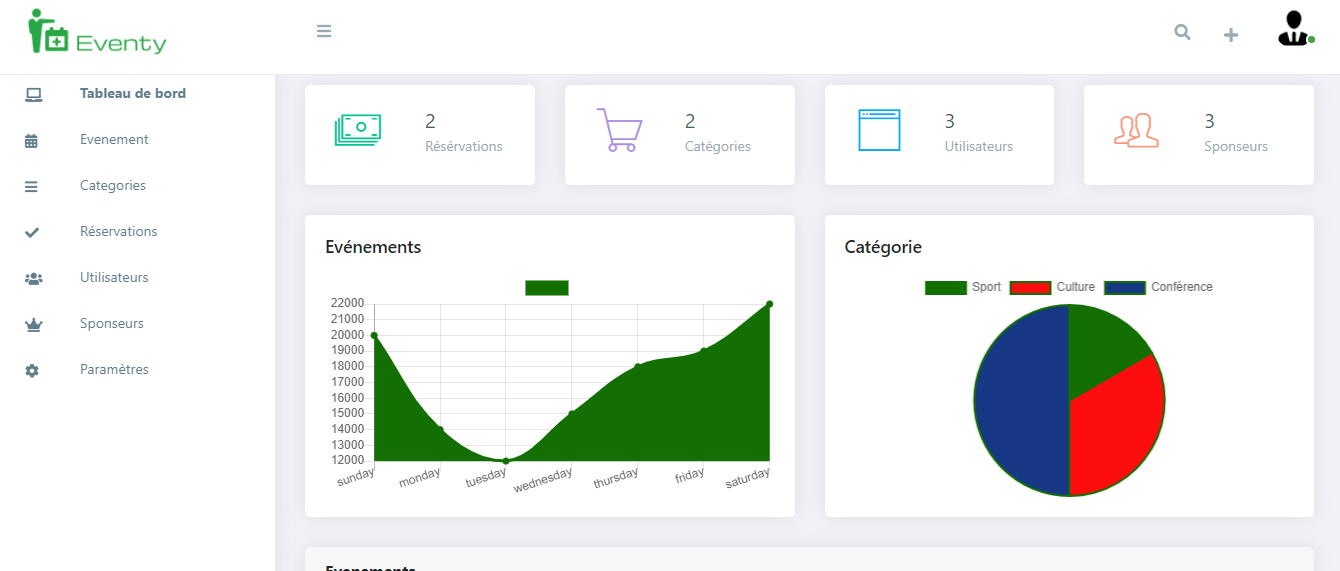 Eventy
Tableau de bord
Evenement
Categories
Réservations
Utilisateurs
Sponseurs
Paramètres
2
Résérvations
2
Catégories
3
Utilisateurs
3
Sponseurs
Evénements
22000
21000
20000
19000
18000
17000
16000
15000
14000
13000
12000
sunday
monday
tuesday
wednesday
thursday
friday
saturday
Catégorie
Sport Culture Conférence
Evenements